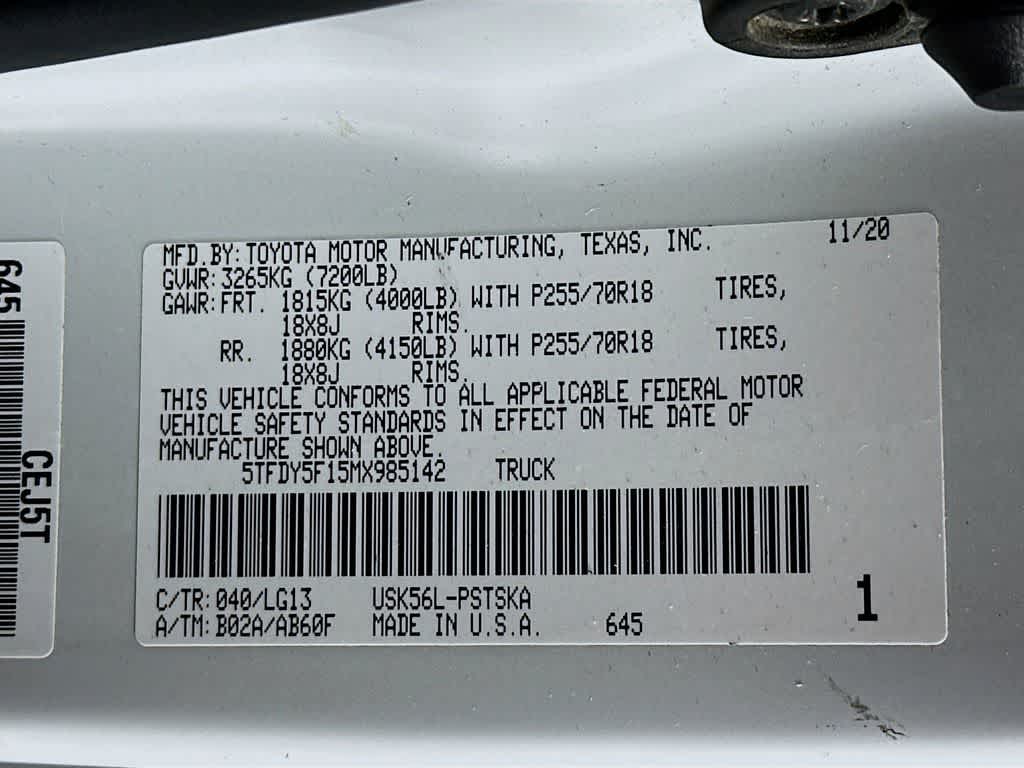 645
CEJ5T
MFD.BY: TOYOTA MOTOR MANUFACTURING, TEXAS, INC. 11/20
GVWR: 3265KG (7200LB)
GAWR: FRT. 1815KG (4000LB) WITH P255/70R18 TIRES,
18X8J RIMS.
RR. 1880KG (4150LB) WITH P255/70R18 TIRES,
18X8J RIMS.
THIS VEHICLE CONFORMS TO ALL APPLICABLE FEDERAL MOTOR
VEHICLE SAFETY STANDARDS IN EFFECT ON THE DATE OF
MANUFACTURE SHOWN ABOVE.
5TFDY5F15MX985142 TRUCK
C/TR: 040/LG13 USK56L-PSTSKA
A/TM: B02A/AB60F MADE IN U.S.A. 645 1